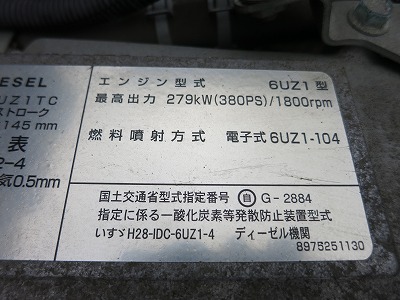 ESEL
エンジン型式 6UZ1型
UZ1TC
最高出力 279kW(380PS)/1800rpm
ストローク
145 mm
燃料噴射方式 電子式6UZ1-104
表
2-4
気0.5mm
国土交通省型式指定番号 自 G-2884
指定に係る一酸化炭素等発散防止装置型式
いすゞH28-IDC-6UZ1-4 ディーゼル機関
8975251130